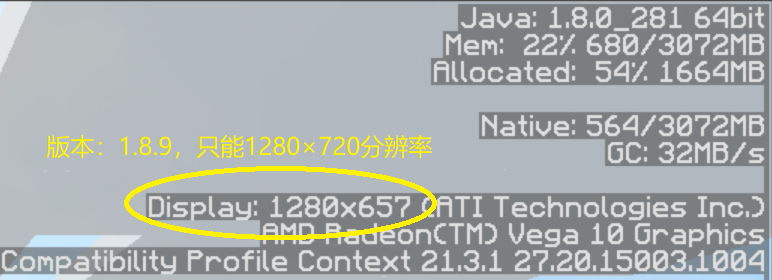 Java: 1.8.0_281 64bit
Mem: 22% 680/3072MB
Allocated: 54% 1664MB
Native: 564/3072MB
版本：1.8.9，只能1280×720分辨率
GC: 32MB/s
Display: 1280x657 (ATI Technologies Inc.)
AMD Radeon(TM) Vega 10 Graphics
Compatibility Profile Context 21.3.1 27.20.15003.1004